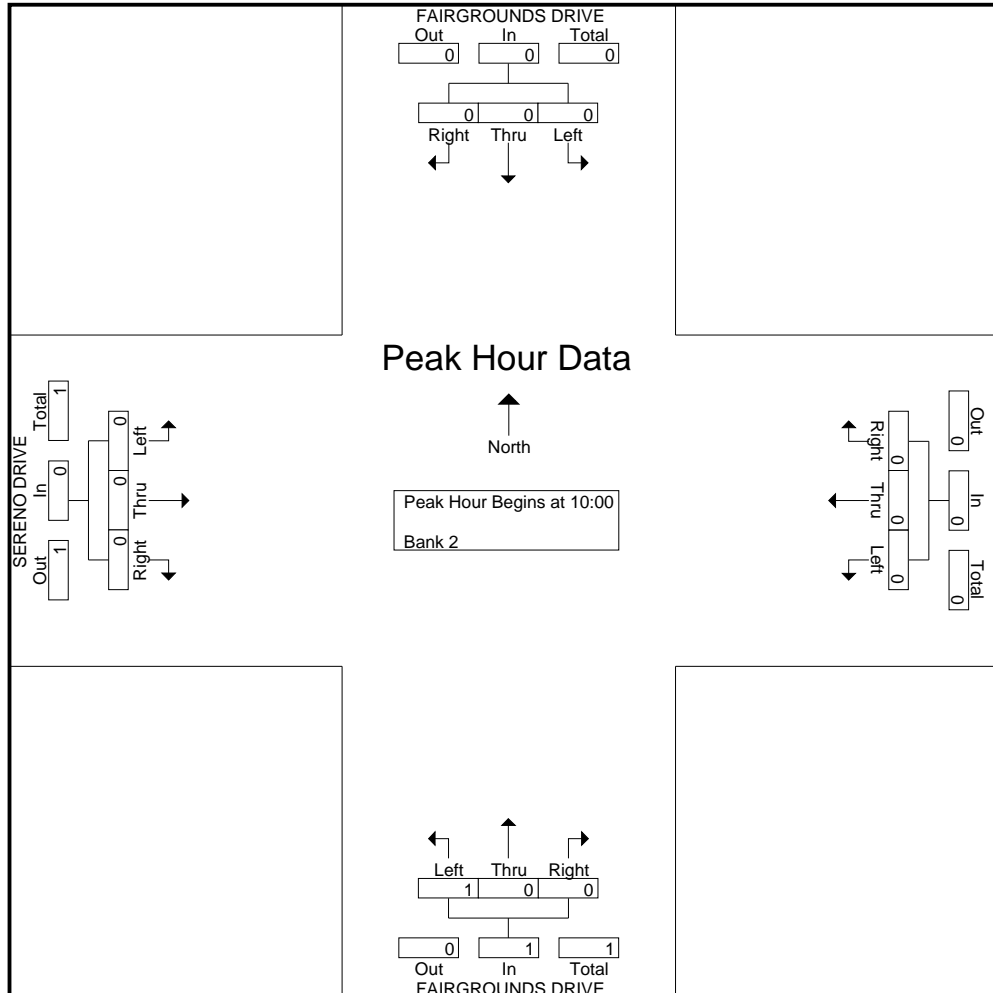 FAIRGROUNDS DRIVE
Out In Total
0 0 0
0 0 0
Right Thru Left
Peak Hour Data
North
Peak Hour Begins at 10:00
Bank 2
SERENO DRIVE
Out In Total
1 0 1
0 0 0
Right Thru Left
Out In Total
0 0 0
0 0 0
Right Thru Left
Left Thru Right
1 0 0
0 1 1
Out In Total
FAIRGROUNDS DRIVE